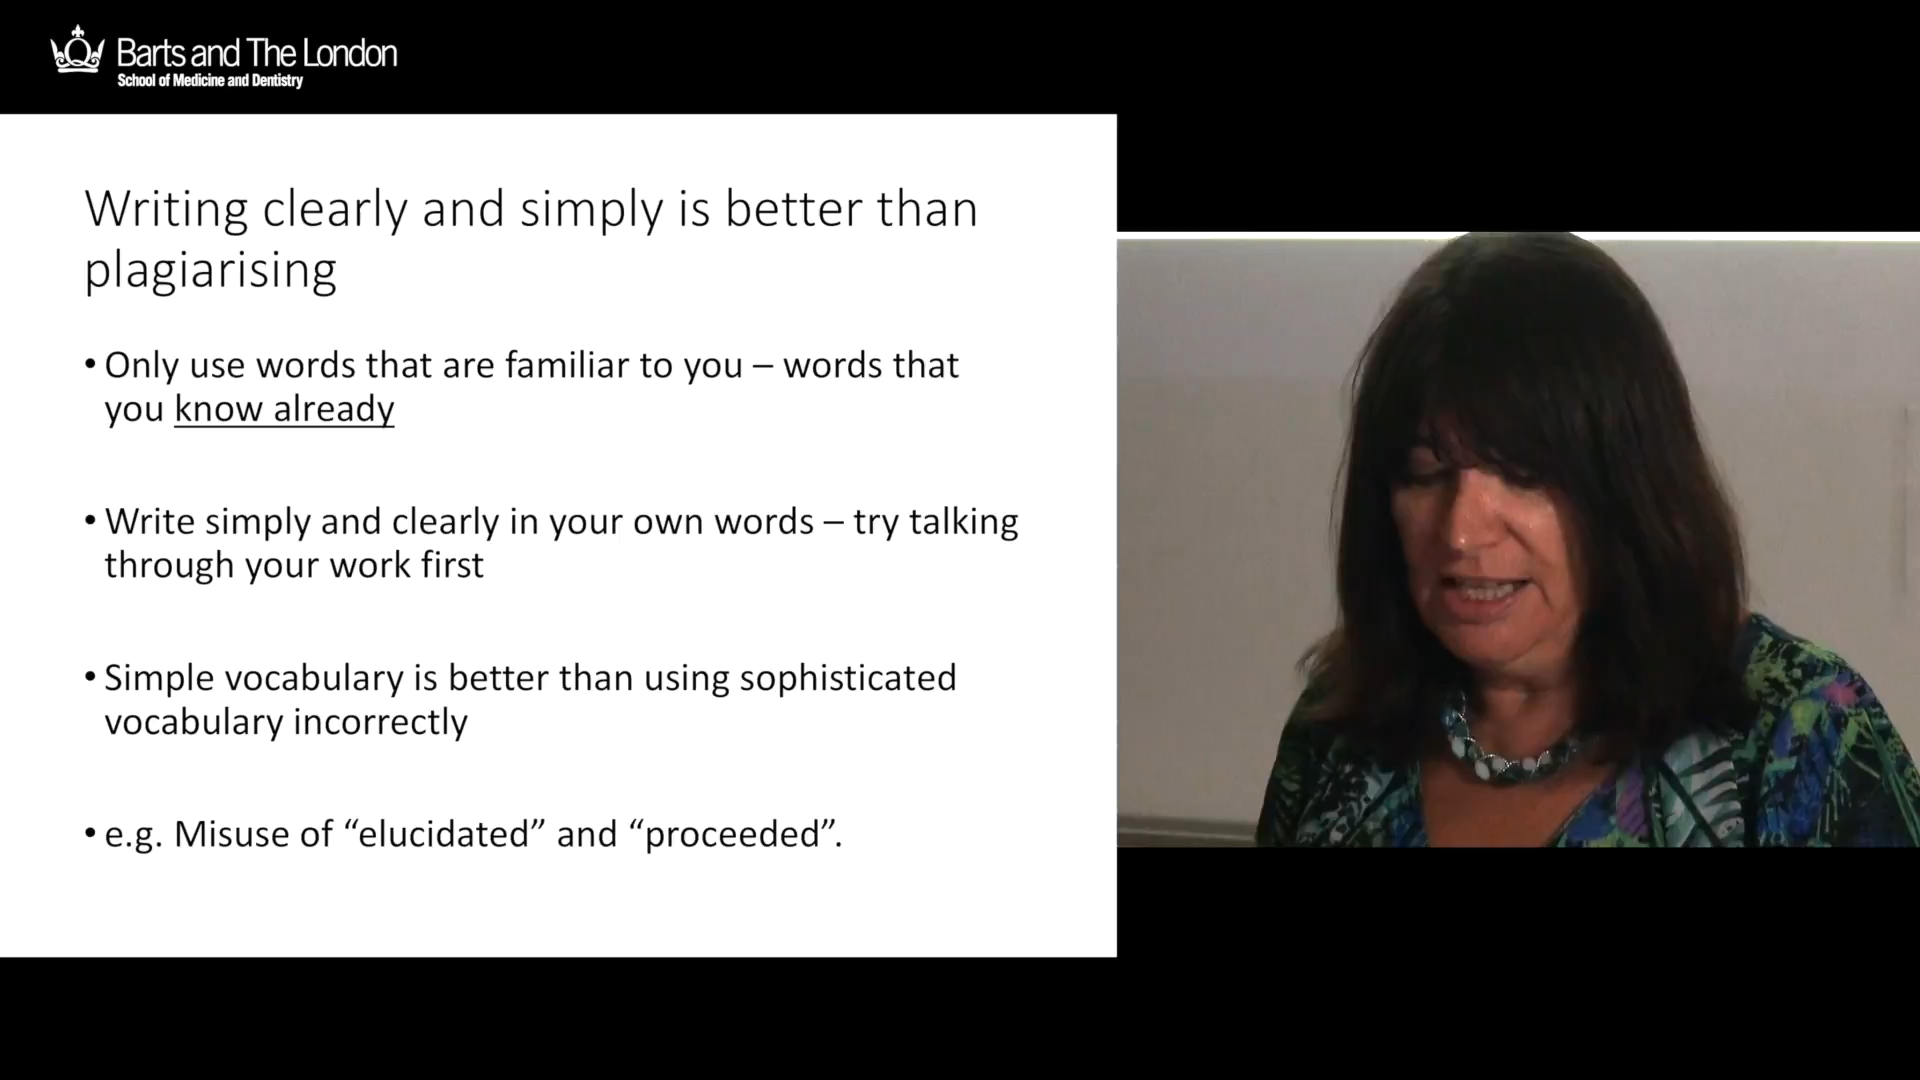 Barts and The London
School of Medicine and Dentistry
Writing clearly and simply is better than
plagiarising
• Only use words that are familiar to you – words that
you know already
• Write simply and clearly in your own words – try talking
through your work first
• Simple vocabulary is better than using sophisticated
vocabulary incorrectly
• e.g. Misuse of “elucidated” and “proceeded”.